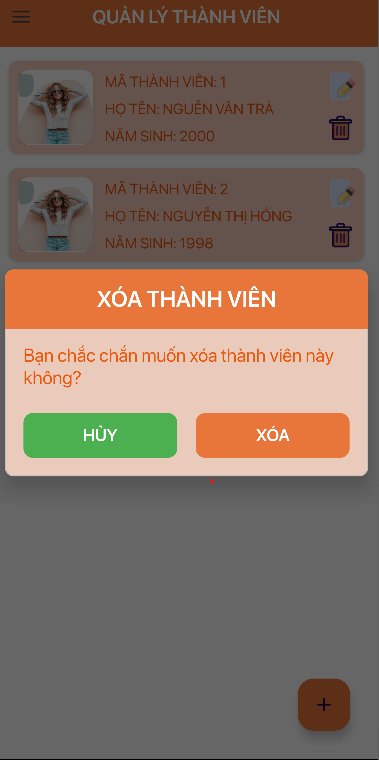 QUẢN LÝ THÀNH VIÊN
MÃ THÀNH VIÊN: 1
HỌ TÊN: NGUỄN VĂN TRÀ
NĂM SINH: 2000
MÃ THÀNH VIÊN: 2
HỌ TÊN: NGUYỄN THỊ HỒNG
NĂM SINH: 1998
XÓA THÀNH VIÊN
Bạn chắc chắn muốn xóa thành viên này
không?
HỦY
XÓA